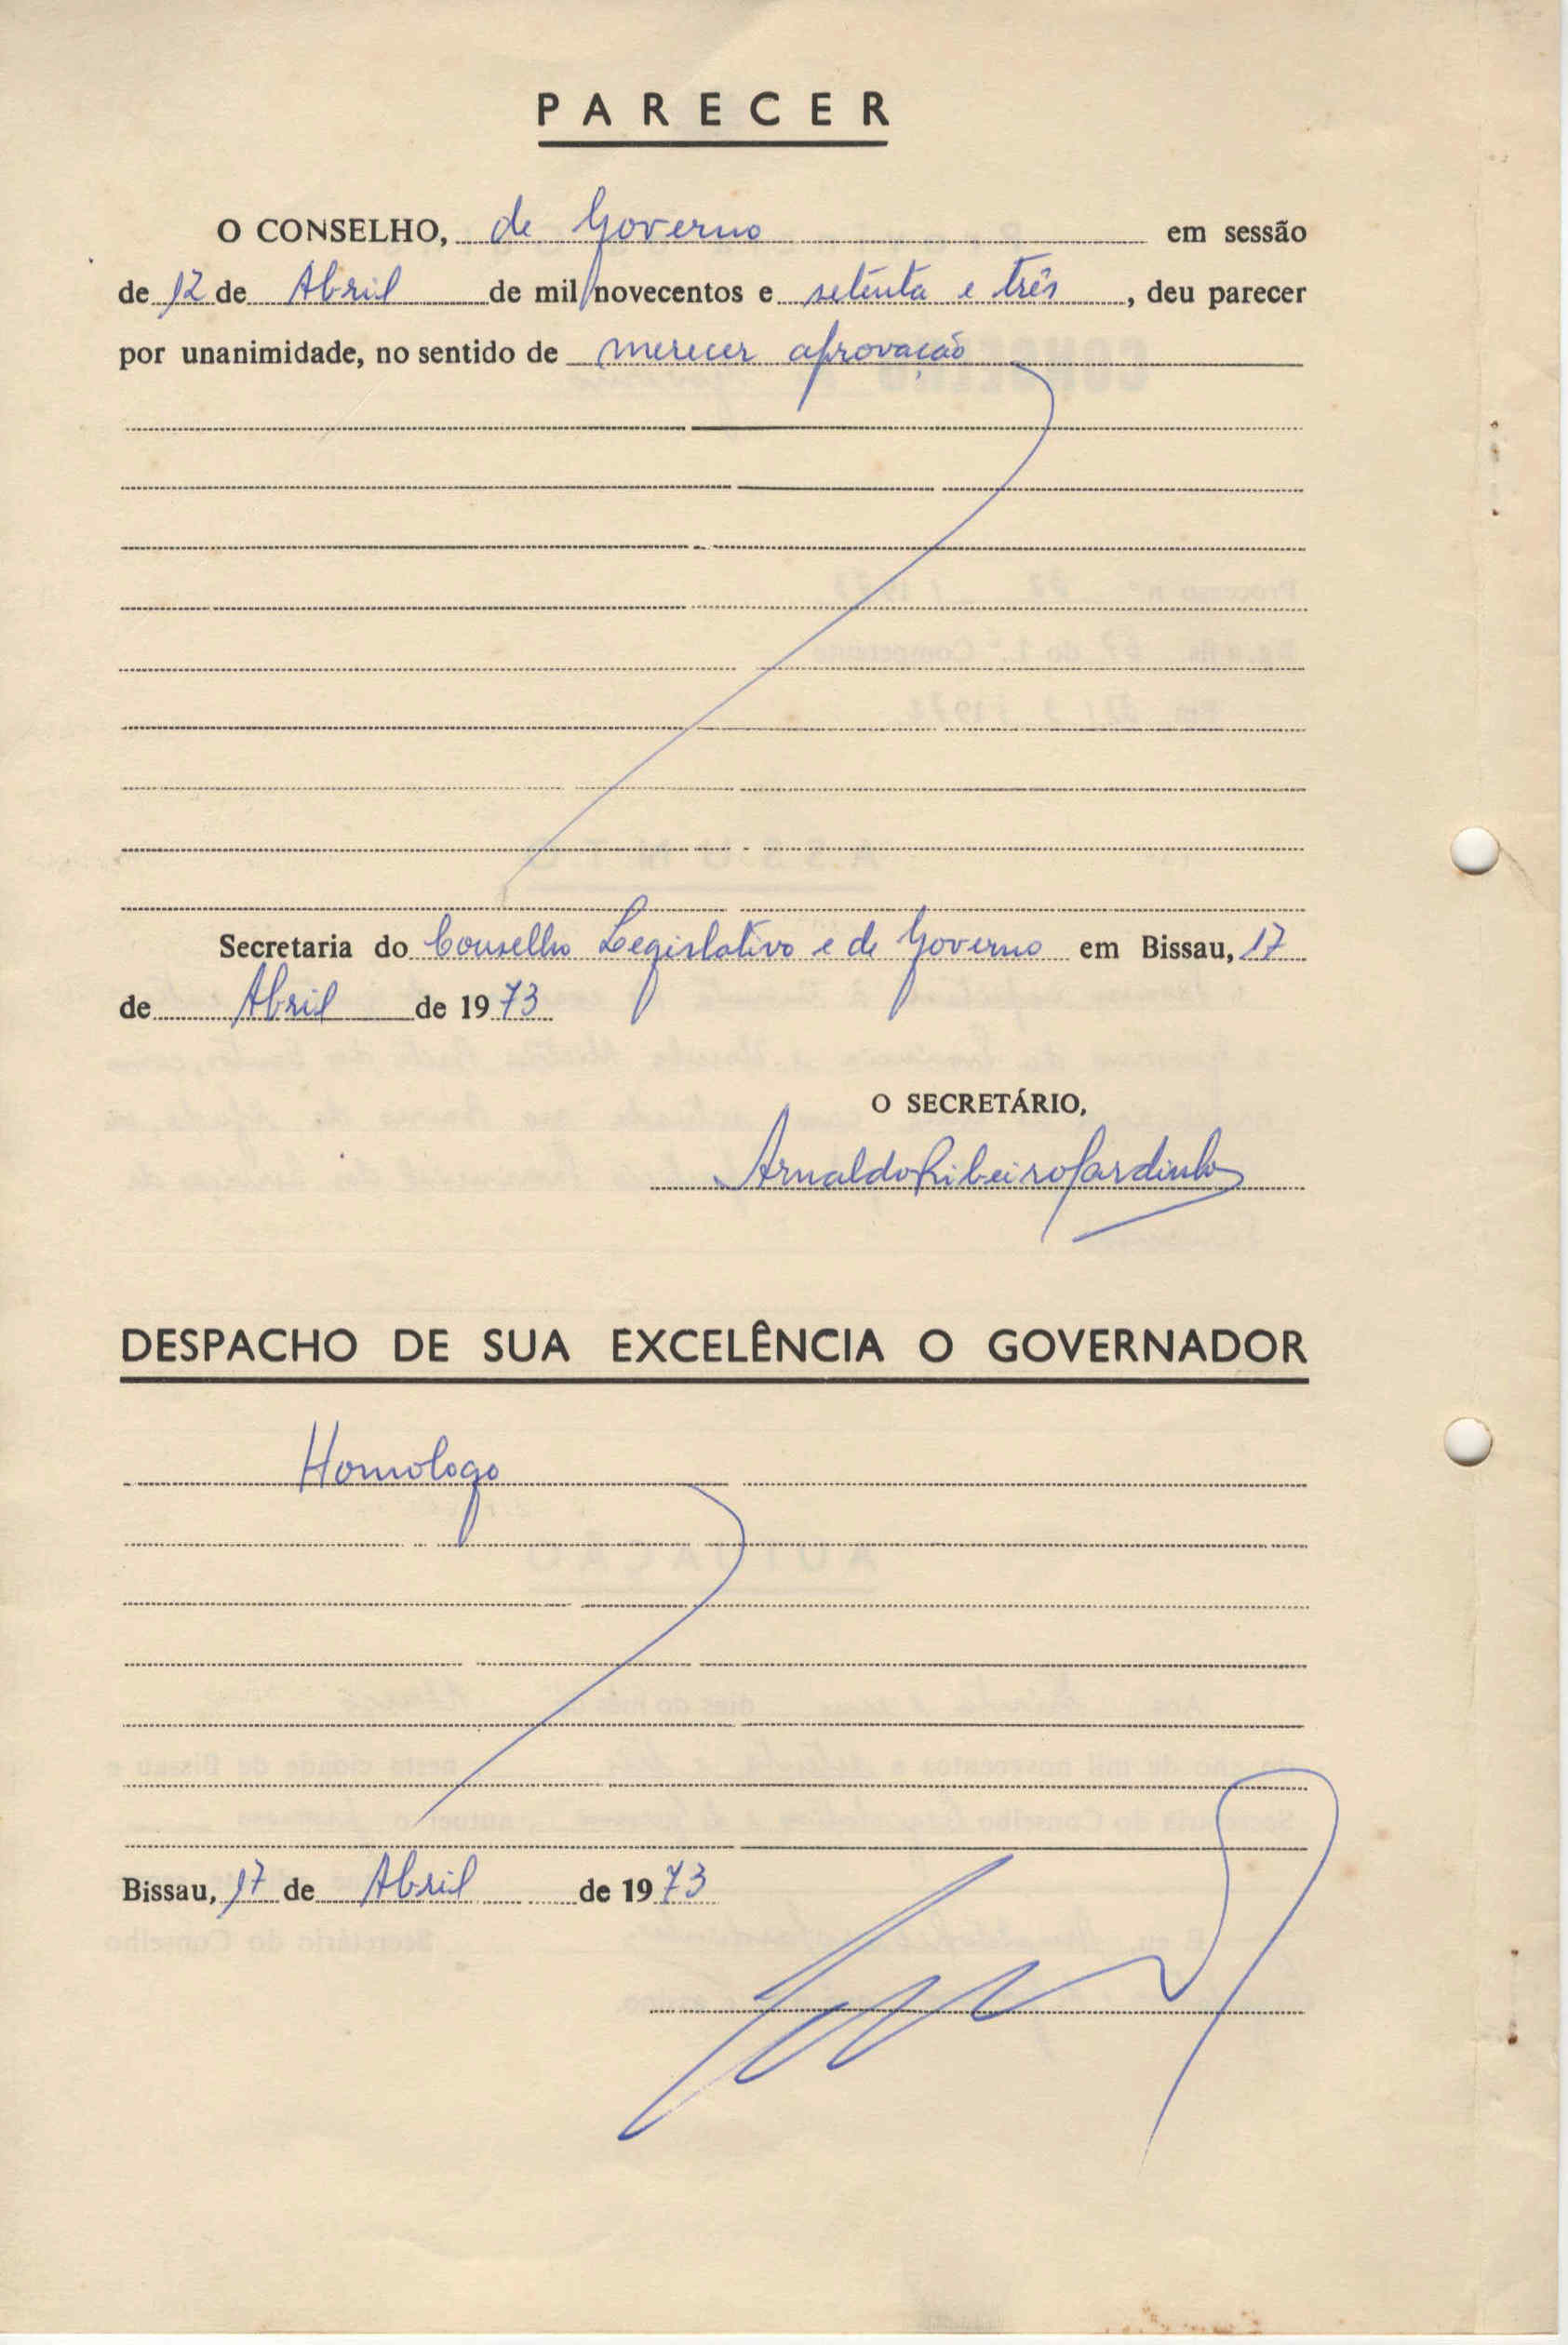 PARECER
O CONSELHO, de Governo em sessão
de 12 de Abril de mil novecentos e setenta e três, deu parecer
por unanimidade, no sentido de merecer aprovação
Secretaria do Conselho Legislativo e de Governo em Bissau, 17
de Abril de 1973
O SECRETÁRIO,
Arnaldo Ribeiro Sardinha
DESPACHO DE SUA EXCELÊNCIA O GOVERNADOR
Homologo
Bissau, 17 de Abril de 1973